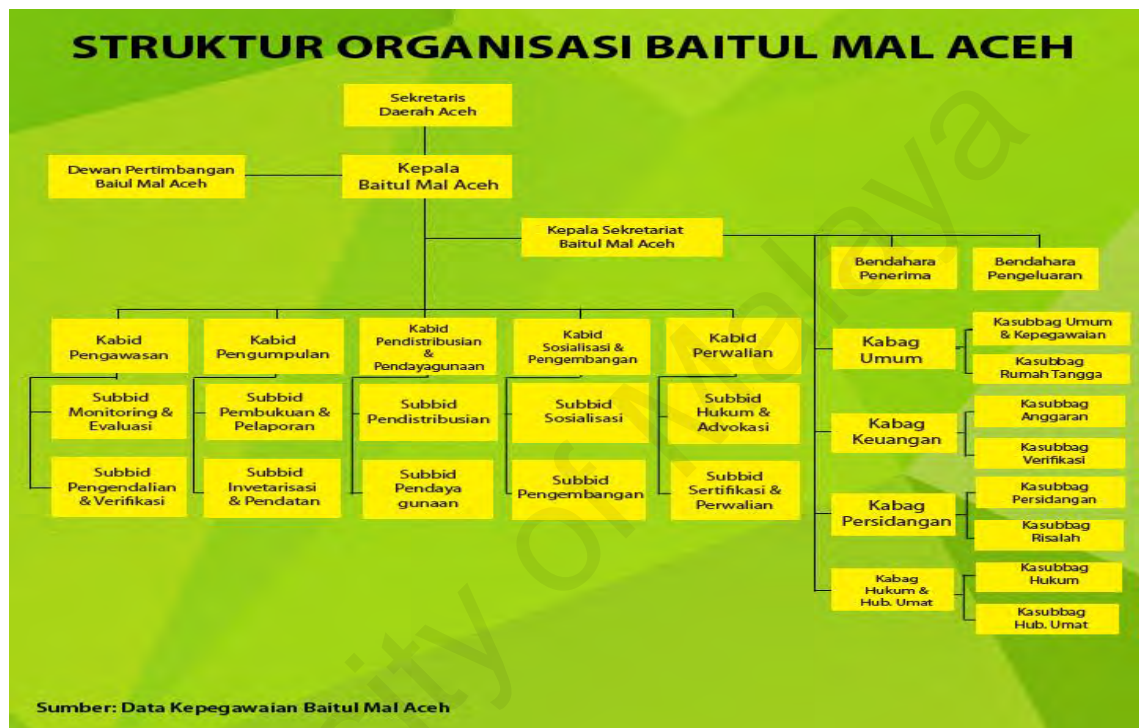 STRUKTUR ORGANISASI BAITUL MAL ACEH
Sekretaris
Daerah Aceh
Dewan Pertimbangan
Baiul Mal Aceh
Kepala
Baitul Mal Aceh
Kepala Sekretariat
Baitul Mal Aceh
Bendahara
Penerima
Bendahara
Pengeluaran
Kabid
Pengawasan
Kabid
Pengumpulan
Kabid
Pendistribusian
&
Pendayagunaan
Kabid
Sosialisasi &
Pengembangan
Kabid
Perwalian
Subbid
Monitoring &
Evaluasi
Subbid
Pembukuan &
Pelaporan
Subbid
Pendistribusian
Subbid
Sosialisasi
Subbid
Hukum &
Advokasi
Subbid
Pengendalian
& Verifikasi
Subbid
Invetarisasi
& Pendatan
Subbid
Pendaya
gunaan
Subbid
Pengembangan
Subbid
Sertifikasi &
Perwalian
Kabag
Umum
Kasubbag Umum
& Kepegawaian
Kasubbag
Rumah Tangga
Kabag
Keuangan
Kasubbag
Anggaran
Kasubbag
Verifikasi
Kabag
Persidangan
Kasubbag
Persidangan
Kasubbag
Risalah
Kabag
Hukum &
Hub. Umat
Kasubbag
Hukum
Kasubbag
Hub. Umat
Sumber: Data Kepegawaian Baitul Mal Aceh
sity of Malaya